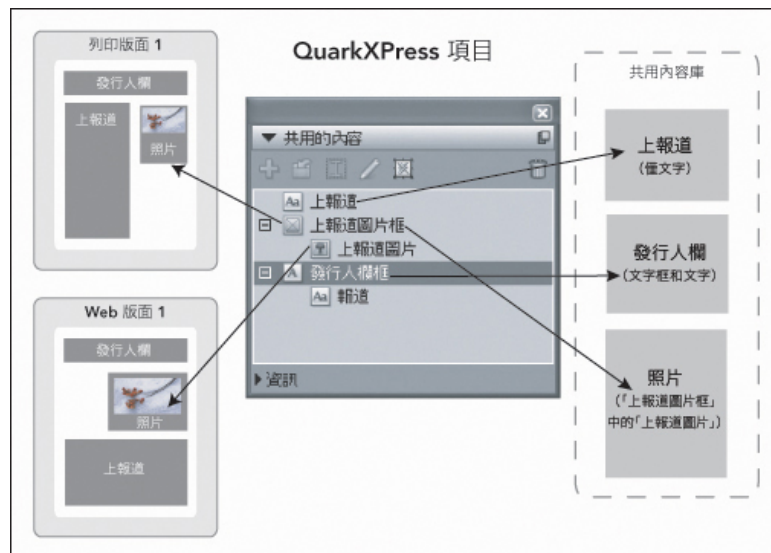 QuarkXPress 項目
列印版面 1
發行人欄
上報道
照片
Web 版面 1
發行人欄
照片
上報道
共用的內容
Aa 上報道
上報道圖片框
上報道圖片
A 發行人欄框
Aa 報道
資訊
共用內容庫
上報道
(僅文字)
發行人欄
(文字框和文字)
照片
(「上報道圖片框」
中的「上報道圖片」)